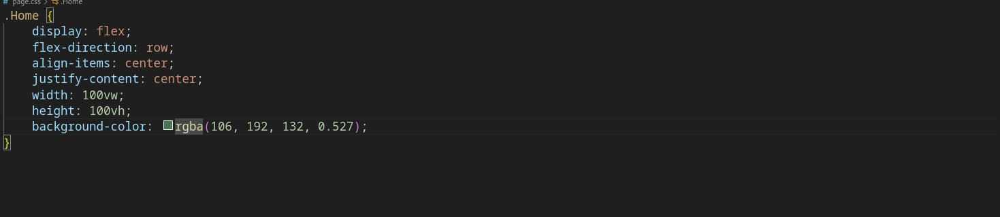 # page.css > .Home
.Home {
display: flex;
flex-direction: row;
align-items: center;
justify-content: center;
width: 100vw;
height: 100vh;
background-color: rgba(106, 192, 132, 0.527);
}